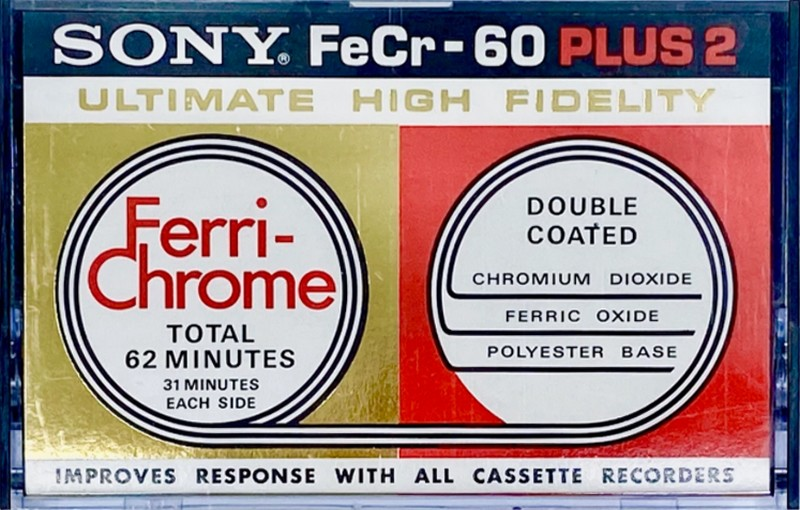 SONY® FeCr-60 PLUS 2
ULTIMATE HIGH FIDELITY
Ferri-
Chrome
TOTAL
62 MINUTES
31 MINUTES
EACH SIDE
DOUBLE
COATED
CHROMIUM DIOXIDE
FERRIC OXIDE
POLYESTER BASE
IMPROVES RESPONSE WITH ALL CASSETTE RECORDERS